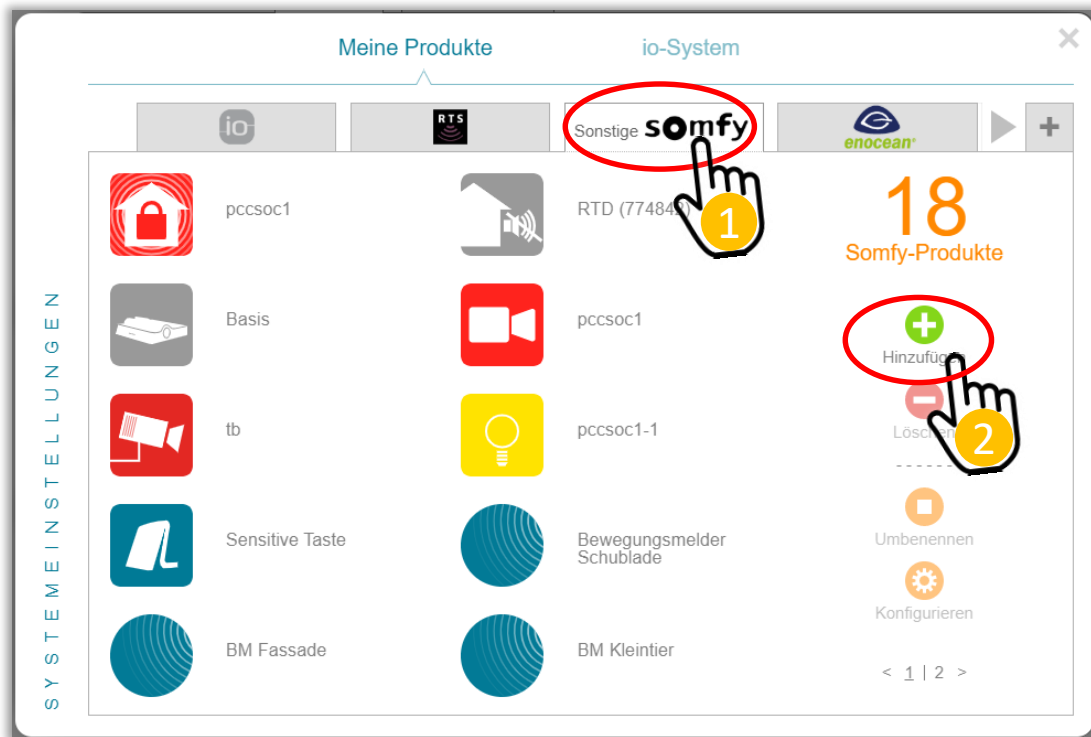 Meine Produkte
io-System
io
RTS
Sonstige somfy
enocean®
pccsoc1
RTD (774842)
1
18
Somfy-Produkte
Basis
pccsoc1
Hinzufügen
tb
pccsoc1-1
Löschen
2
Sensitive Taste
Bewegungsmelder
Schublade
Umbenennen
Konfigurieren
BM Fassade
BM Kleintier
< 1 | 2 >
SYSTEMEINSTELLUNGEN